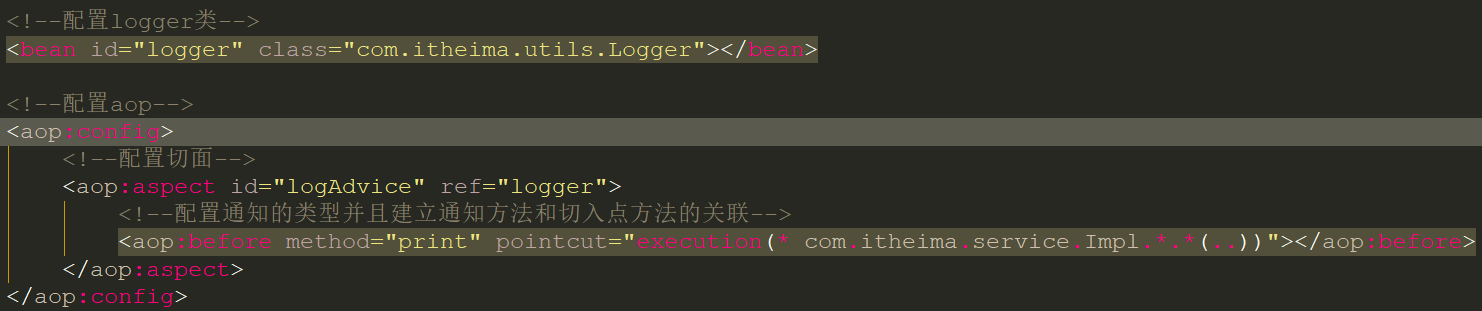 <!--配置logger类-->
<bean id="logger" class="com.itheima.utils.Logger"></bean>
<!--配置aop-->
<aop:config>
<!--配置切面-->
<aop:aspect id="logAdvice" ref="logger">
<!--配置通知的类型并且建立通知方法和切入点方法的关联-->
<aop:before method="print" pointcut="execution(* com.itheima.service.Impl.*.*(..))"></aop:before>
</aop:aspect>
</aop:config>